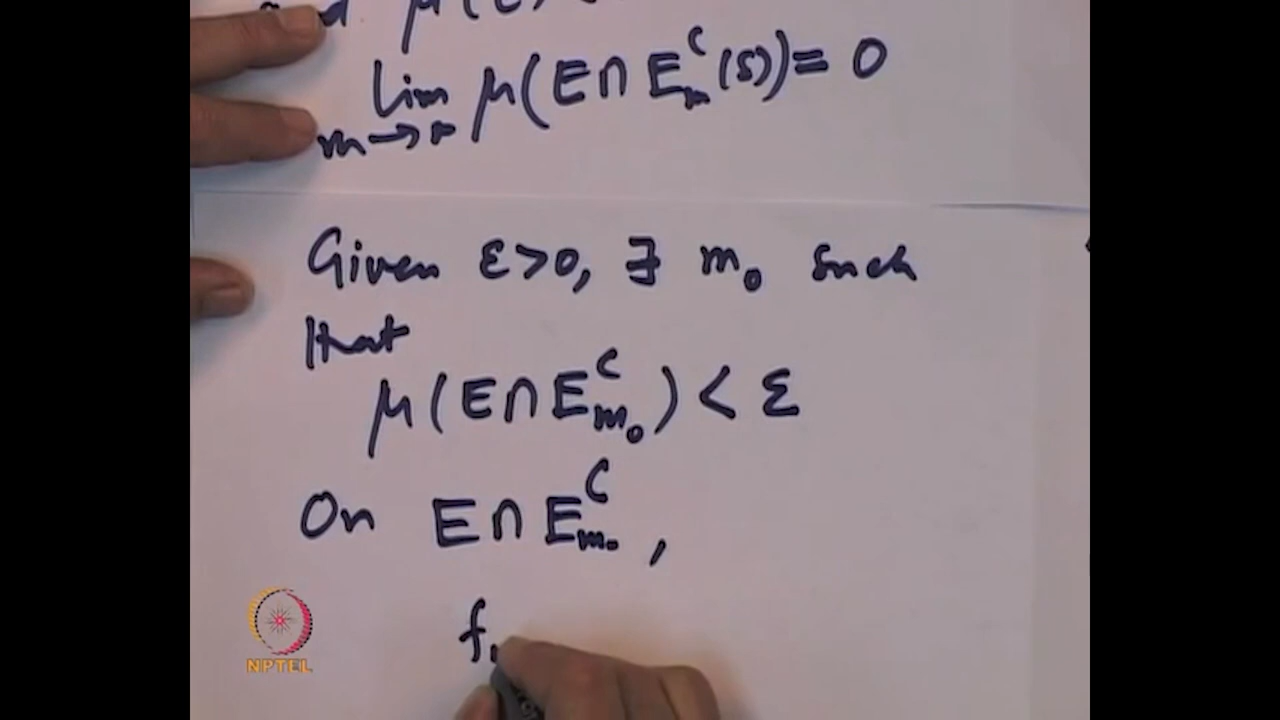 μ(E) <
lim μ(E∩E_m^c(δ)) = 0
m→∞
Given ε>0, ∃ m₀ such
that
μ(E∩E_{m₀}^c) < ε
On E∩E_{m₀}^c,
f
NPTEL